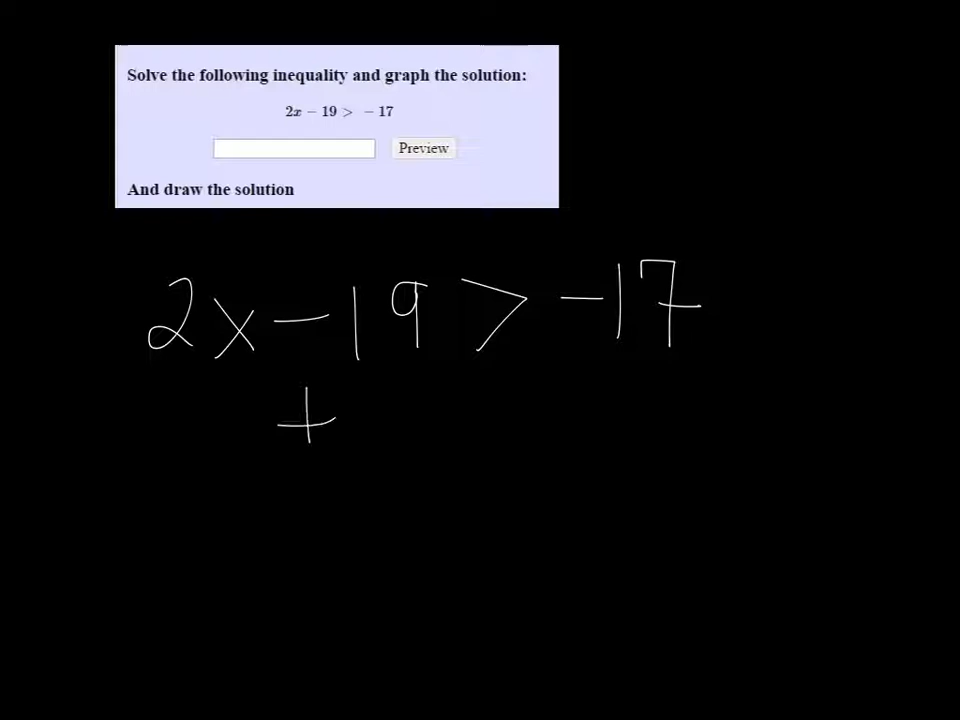 Solve the following inequality and graph the solution:
2x − 19 > −17
Preview
And draw the solution
2x − 19 > −17
+